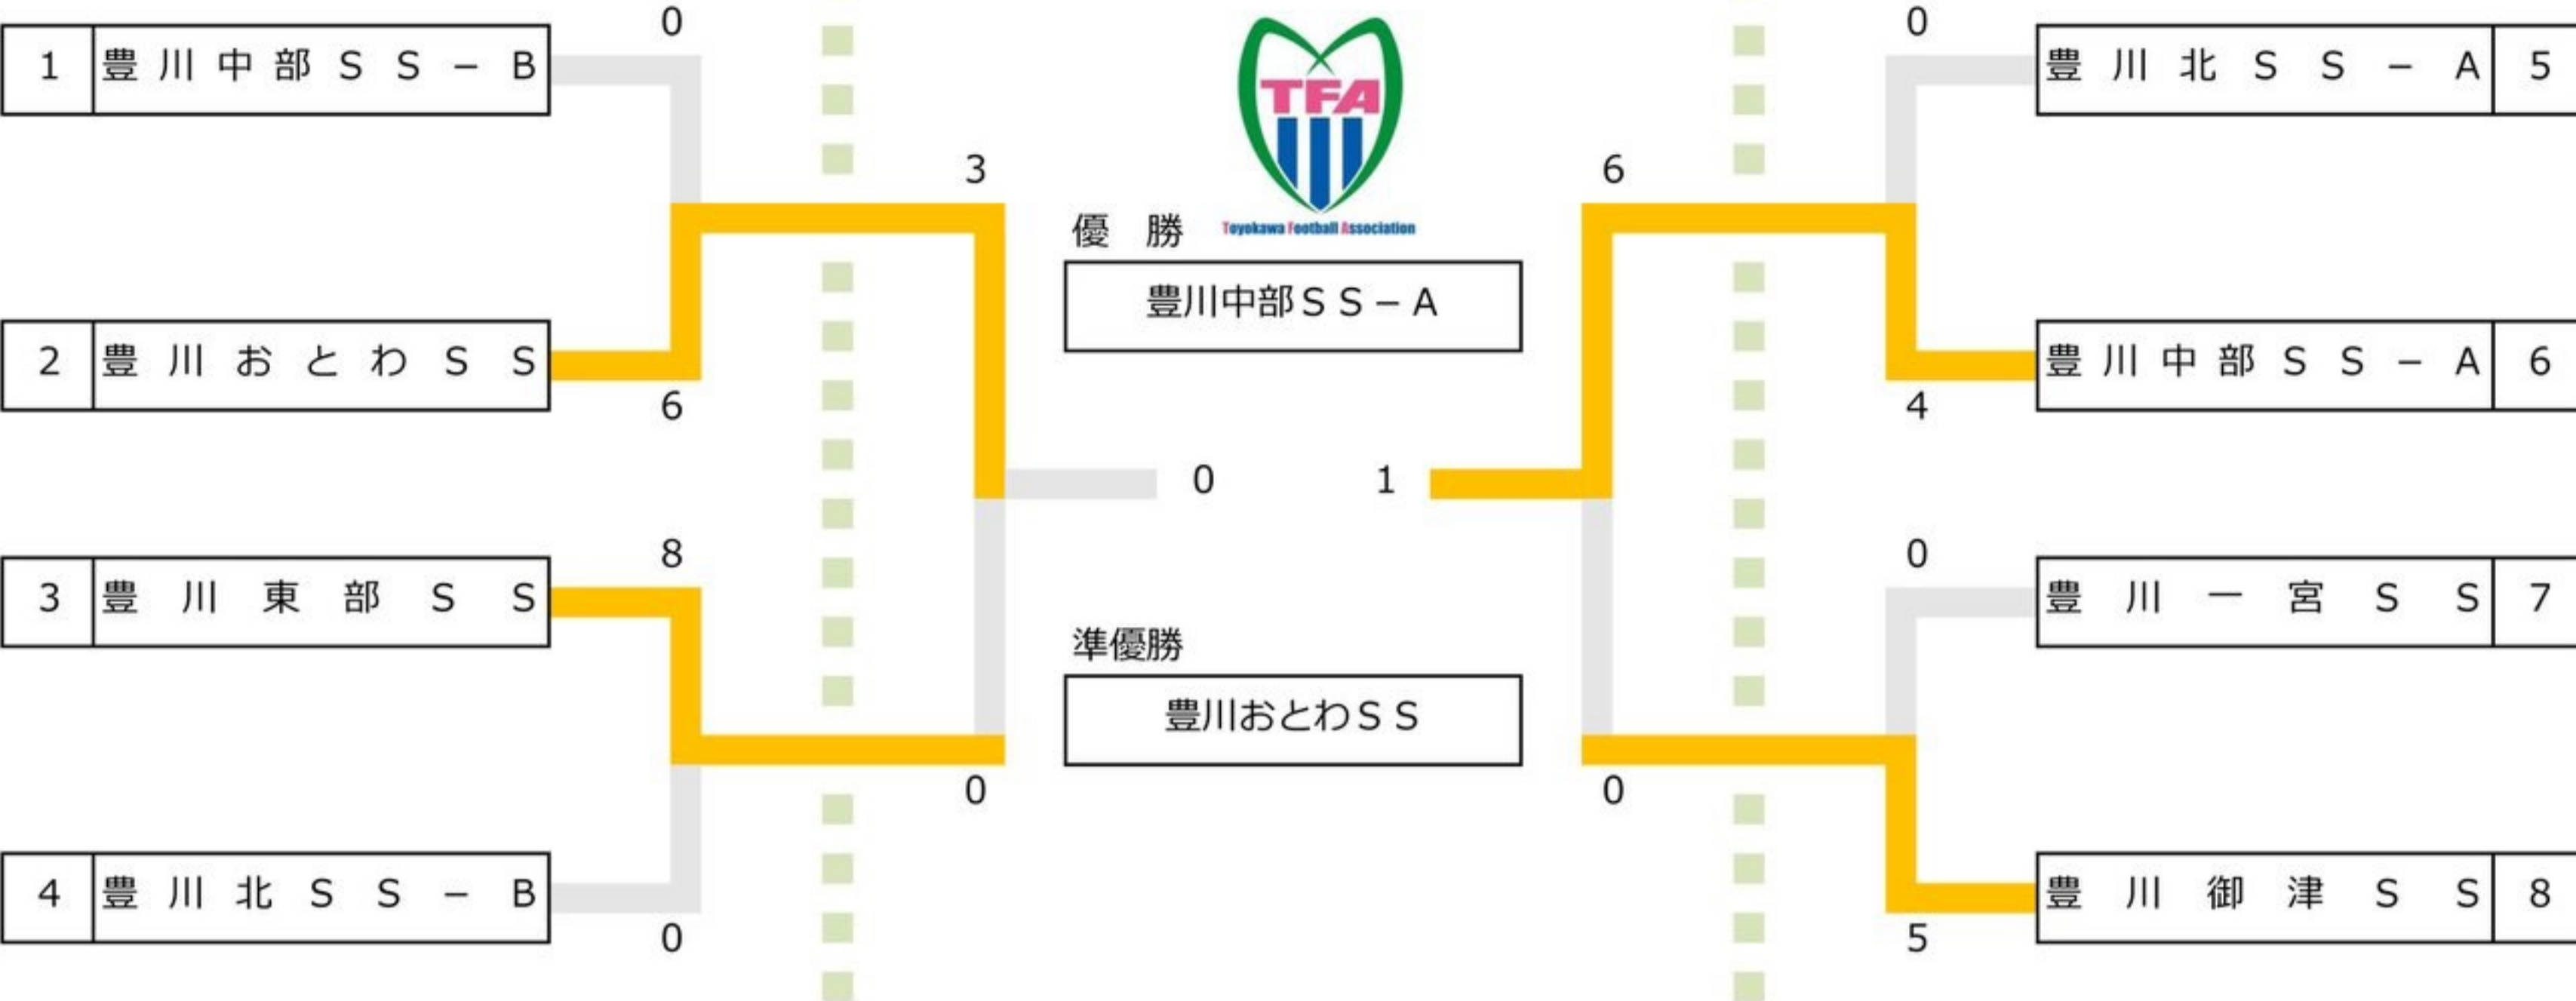 0
0
1 豊川中部ＳＳ－Ｂ
豊川北ＳＳ－Ａ 5
TFA
3
6
Toyokawa Football Association
優　勝
豊川中部ＳＳ－Ａ
2 豊川おとわＳＳ
豊川中部ＳＳ－Ａ 6
6
4
0
1
8
0
3 豊川東部ＳＳ
豊川一宮ＳＳ 7
準優勝
豊川おとわＳＳ
0
0
4 豊川北ＳＳ－Ｂ
豊川御津ＳＳ 8
0
5